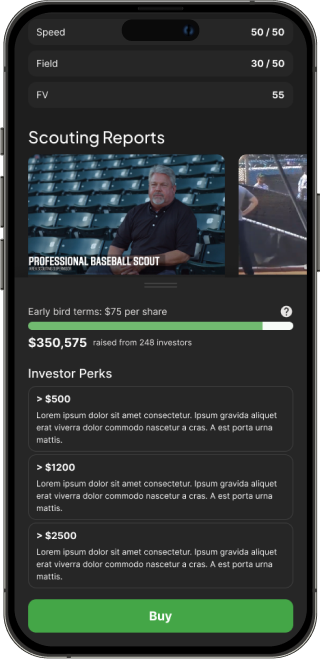 Speed 50 / 50
Field 30 / 50
FV 55
Scouting Reports
PROFESSIONAL BASEBALL SCOUT
Early bird terms: $75 per share ?
$350,575 raised from 248 investors
Investor Perks
> $500
Lorem ipsum dolor sit amet consectetur. Ipsum gravida aliquet
erat viverra dolor commodo nascetur a cras. A est porta urna
mattis.
> $1200
Lorem ipsum dolor sit amet consectetur. Ipsum gravida aliquet
erat viverra dolor commodo nascetur a cras. A est porta urna
mattis.
> $2500
Lorem ipsum dolor sit amet consectetur. Ipsum gravida aliquet
erat viverra dolor commodo nascetur a cras. A est porta urna
mattis.
Buy